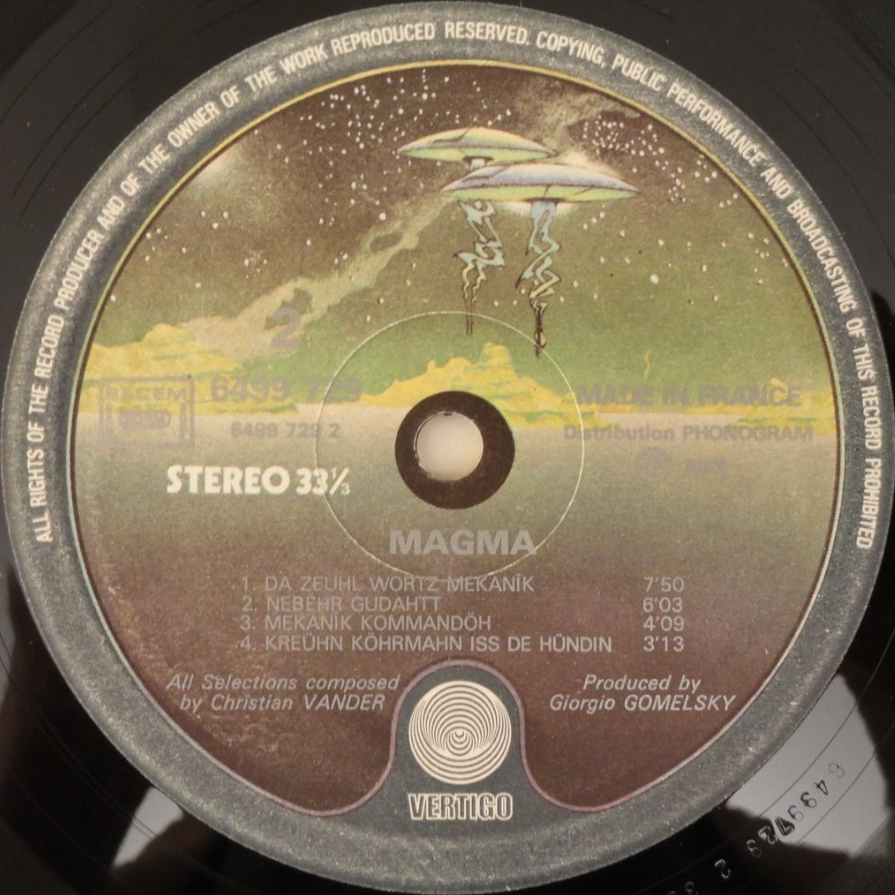 ALL RIGHTS OF THE RECORD PRODUCER AND OF THE OWNER OF THE WORK REPRODUCED RESERVED. COPYING, PUBLIC PERFORMANCE AND BROADCASTING OF THIS RECORD PROHIBITED
2
SACEM
6499 729
6499 729 2
MADE IN FRANCE
Distribution PHONOGRAM
STEREO 33⅓
MAGMA
1. DA ZEUHL WORTZ MEKANÏK 7'50
2. NEBËHR GUDAHTT 6'03
3. MEKANÏK KOMMANDÖH 4'09
4. KREÜHN KÖHRMAHN ISS DE HÜNDIN 3'13
All Selections composed
by Christian VANDER
Produced by
Giorgio GOMELSKY
VERTIGO